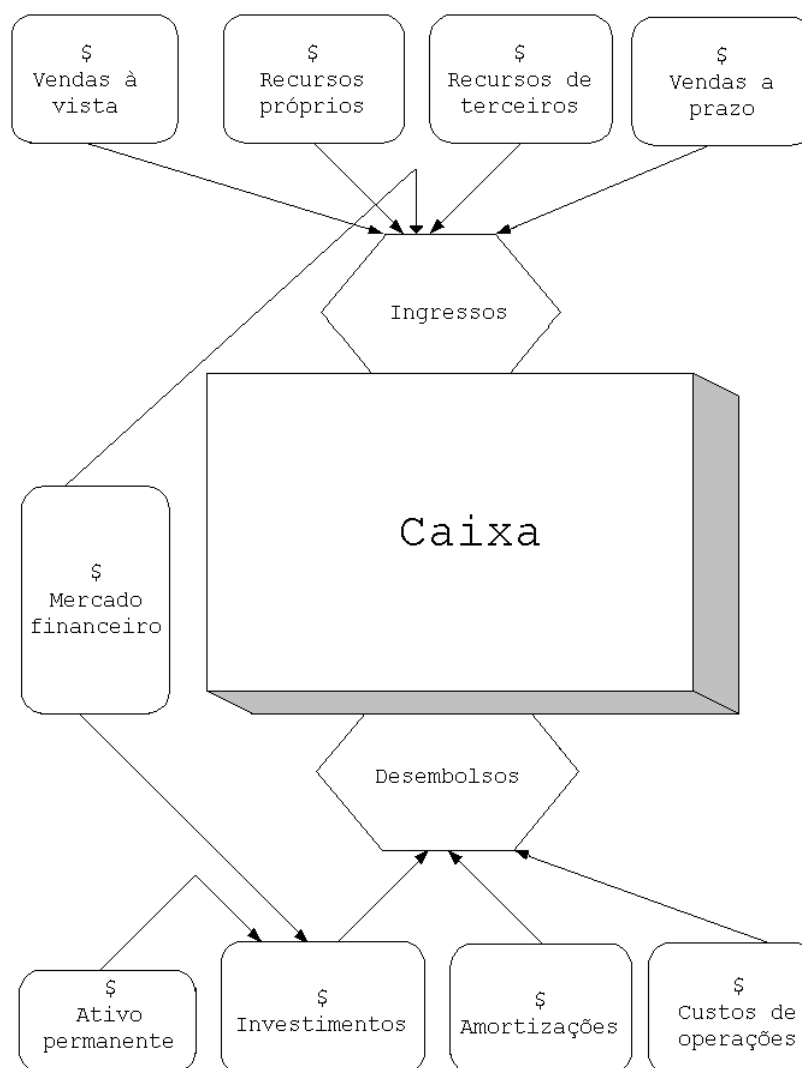 $
Vendas à
vista
$
Recursos
próprios
$
Recursos de
terceiros
$
Vendas a
prazo
Ingressos
Caixa
$
Mercado
financeiro
Desembolsos
$
Ativo
permanente
$
Investimentos
$
Amortizações
$
Custos de
operações